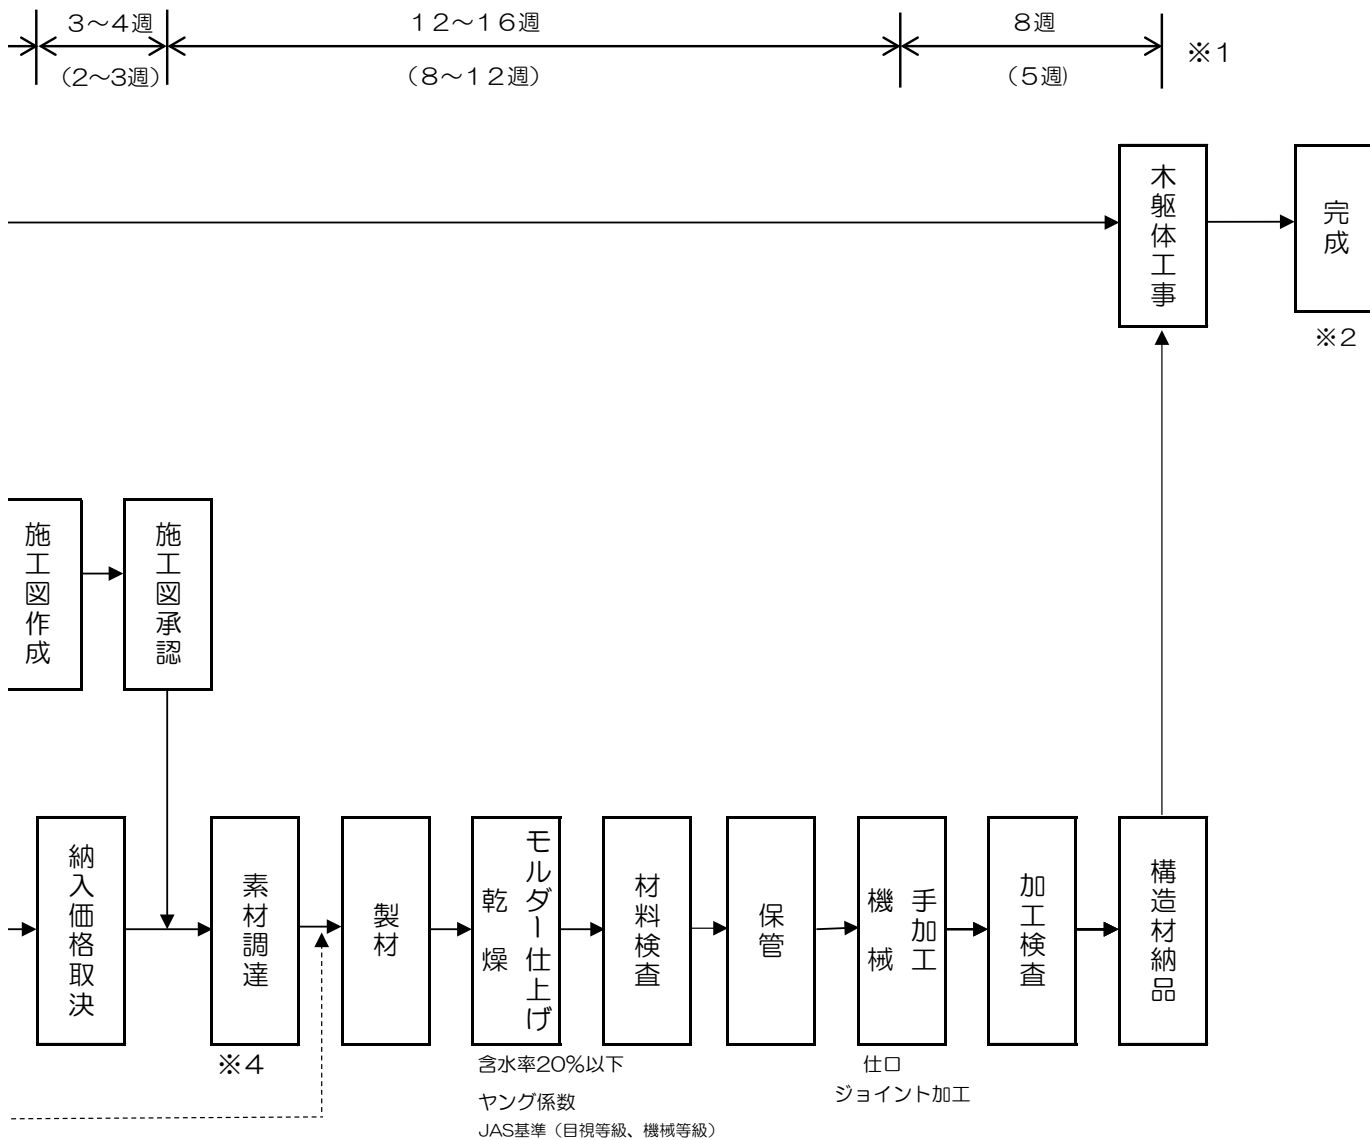 3～4週
１２～１６週
8週
※１
（2～3週）
（８～１２週）
（５週）
木躯体工事
完成
※２
施工図作成
施工図承認
納入価格取決
素材調達
製材
モルダー仕上げ
乾燥
材料検査
保管
手加工
機械
加工検査
構造材納品
※４
含水率20％以下
ヤング係数
JAS基準（目視等級、機械等級）
仕口
ジョイント加工